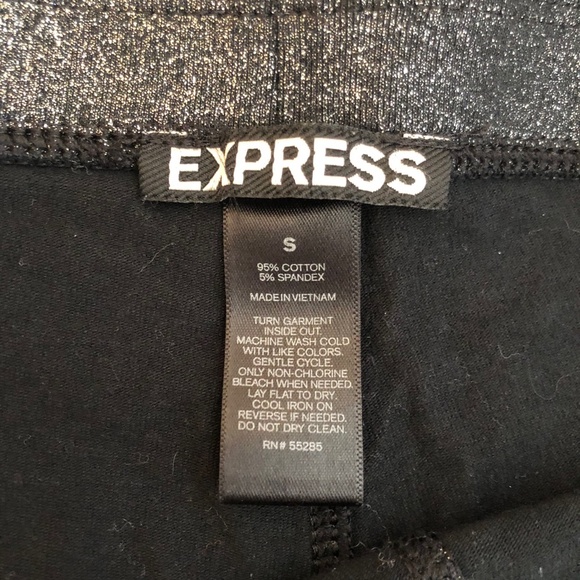 EXPRESS
S
95% COTTON
5% SPANDEX
MADE IN VIETNAM
TURN GARMENT
INSIDE OUT.
MACHINE WASH COLD
WITH LIKE COLORS.
GENTLE CYCLE.
ONLY NON-CHLORINE
BLEACH WHEN NEEDED.
LAY FLAT TO DRY.
COOL IRON ON
REVERSE IF NEEDED.
DO NOT DRY CLEAN.
RN# 55285